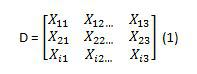 D = [X₁₁ X₁₂... X₁₃
X₂₁ X₂₂... X₂₃
Xᵢ₁ Xᵢ₂... Xᵢ₃] (1)